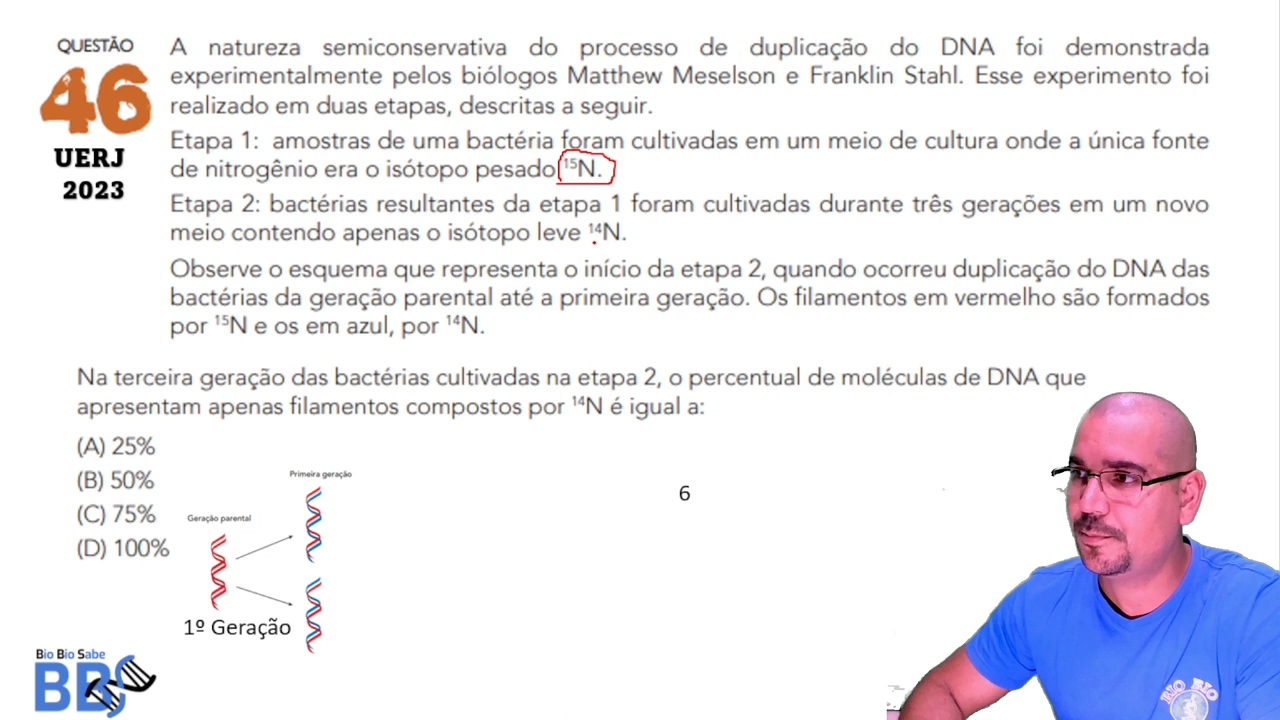 QUESTÃO
46
UERJ
2023
A natureza semiconservativa do processo de duplicação do DNA foi demonstrada
experimentalmente pelos biólogos Matthew Meselson e Franklin Stahl. Esse experimento foi
realizado em duas etapas, descritas a seguir.
Etapa 1: amostras de uma bactéria foram cultivadas em um meio de cultura onde a única fonte
de nitrogênio era o isótopo pesado ¹⁵N.
Etapa 2: bactérias resultantes da etapa 1 foram cultivadas durante três gerações em um novo
meio contendo apenas o isótopo leve ¹⁴N.
Observe o esquema que representa o início da etapa 2, quando ocorreu duplicação do DNA das
bactérias da geração parental até a primeira geração. Os filamentos em vermelho são formados
por ¹⁵N e os em azul, por ¹⁴N.
Na terceira geração das bactérias cultivadas na etapa 2, o percentual de moléculas de DNA que
apresentam apenas filamentos compostos por ¹⁴N é igual a:
(A) 25%
(B) 50%
(C) 75%
(D) 100%
Primeira geração
Geração parental
1º Geração
6
Bio Bio Sabe
BBS
BIO BIO